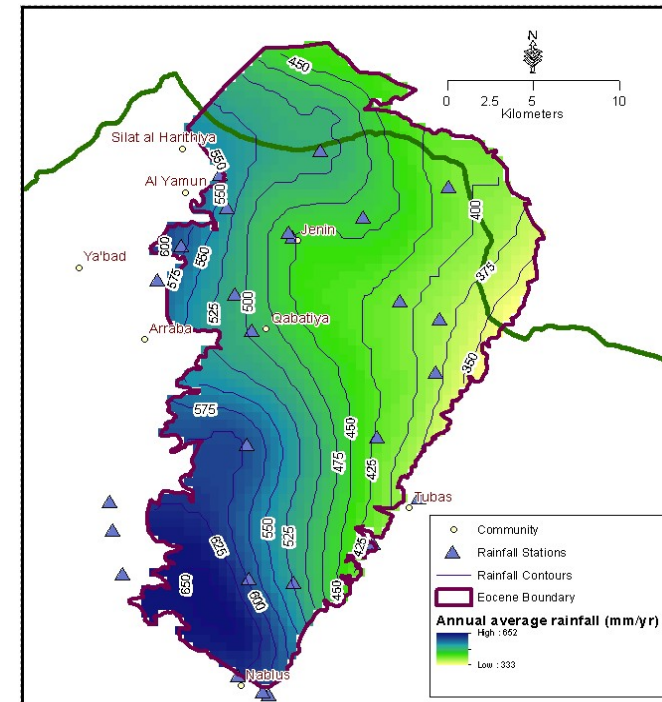 450
N
0 2.5 5 10
Kilometers
Silat al Harithiya
550
Al Yamun
550
400
Jenin
600
550
Ya'bad
575
375
500
525
Qabatiya
Arraba
350
575
450
475
425
Tubas
550
525
625
425
650
600
450
Nablus
Community
Rainfall Stations
Rainfall Contours
Eocene Boundary
Annual average rainfall (mm/yr)
High : 652
Low : 333